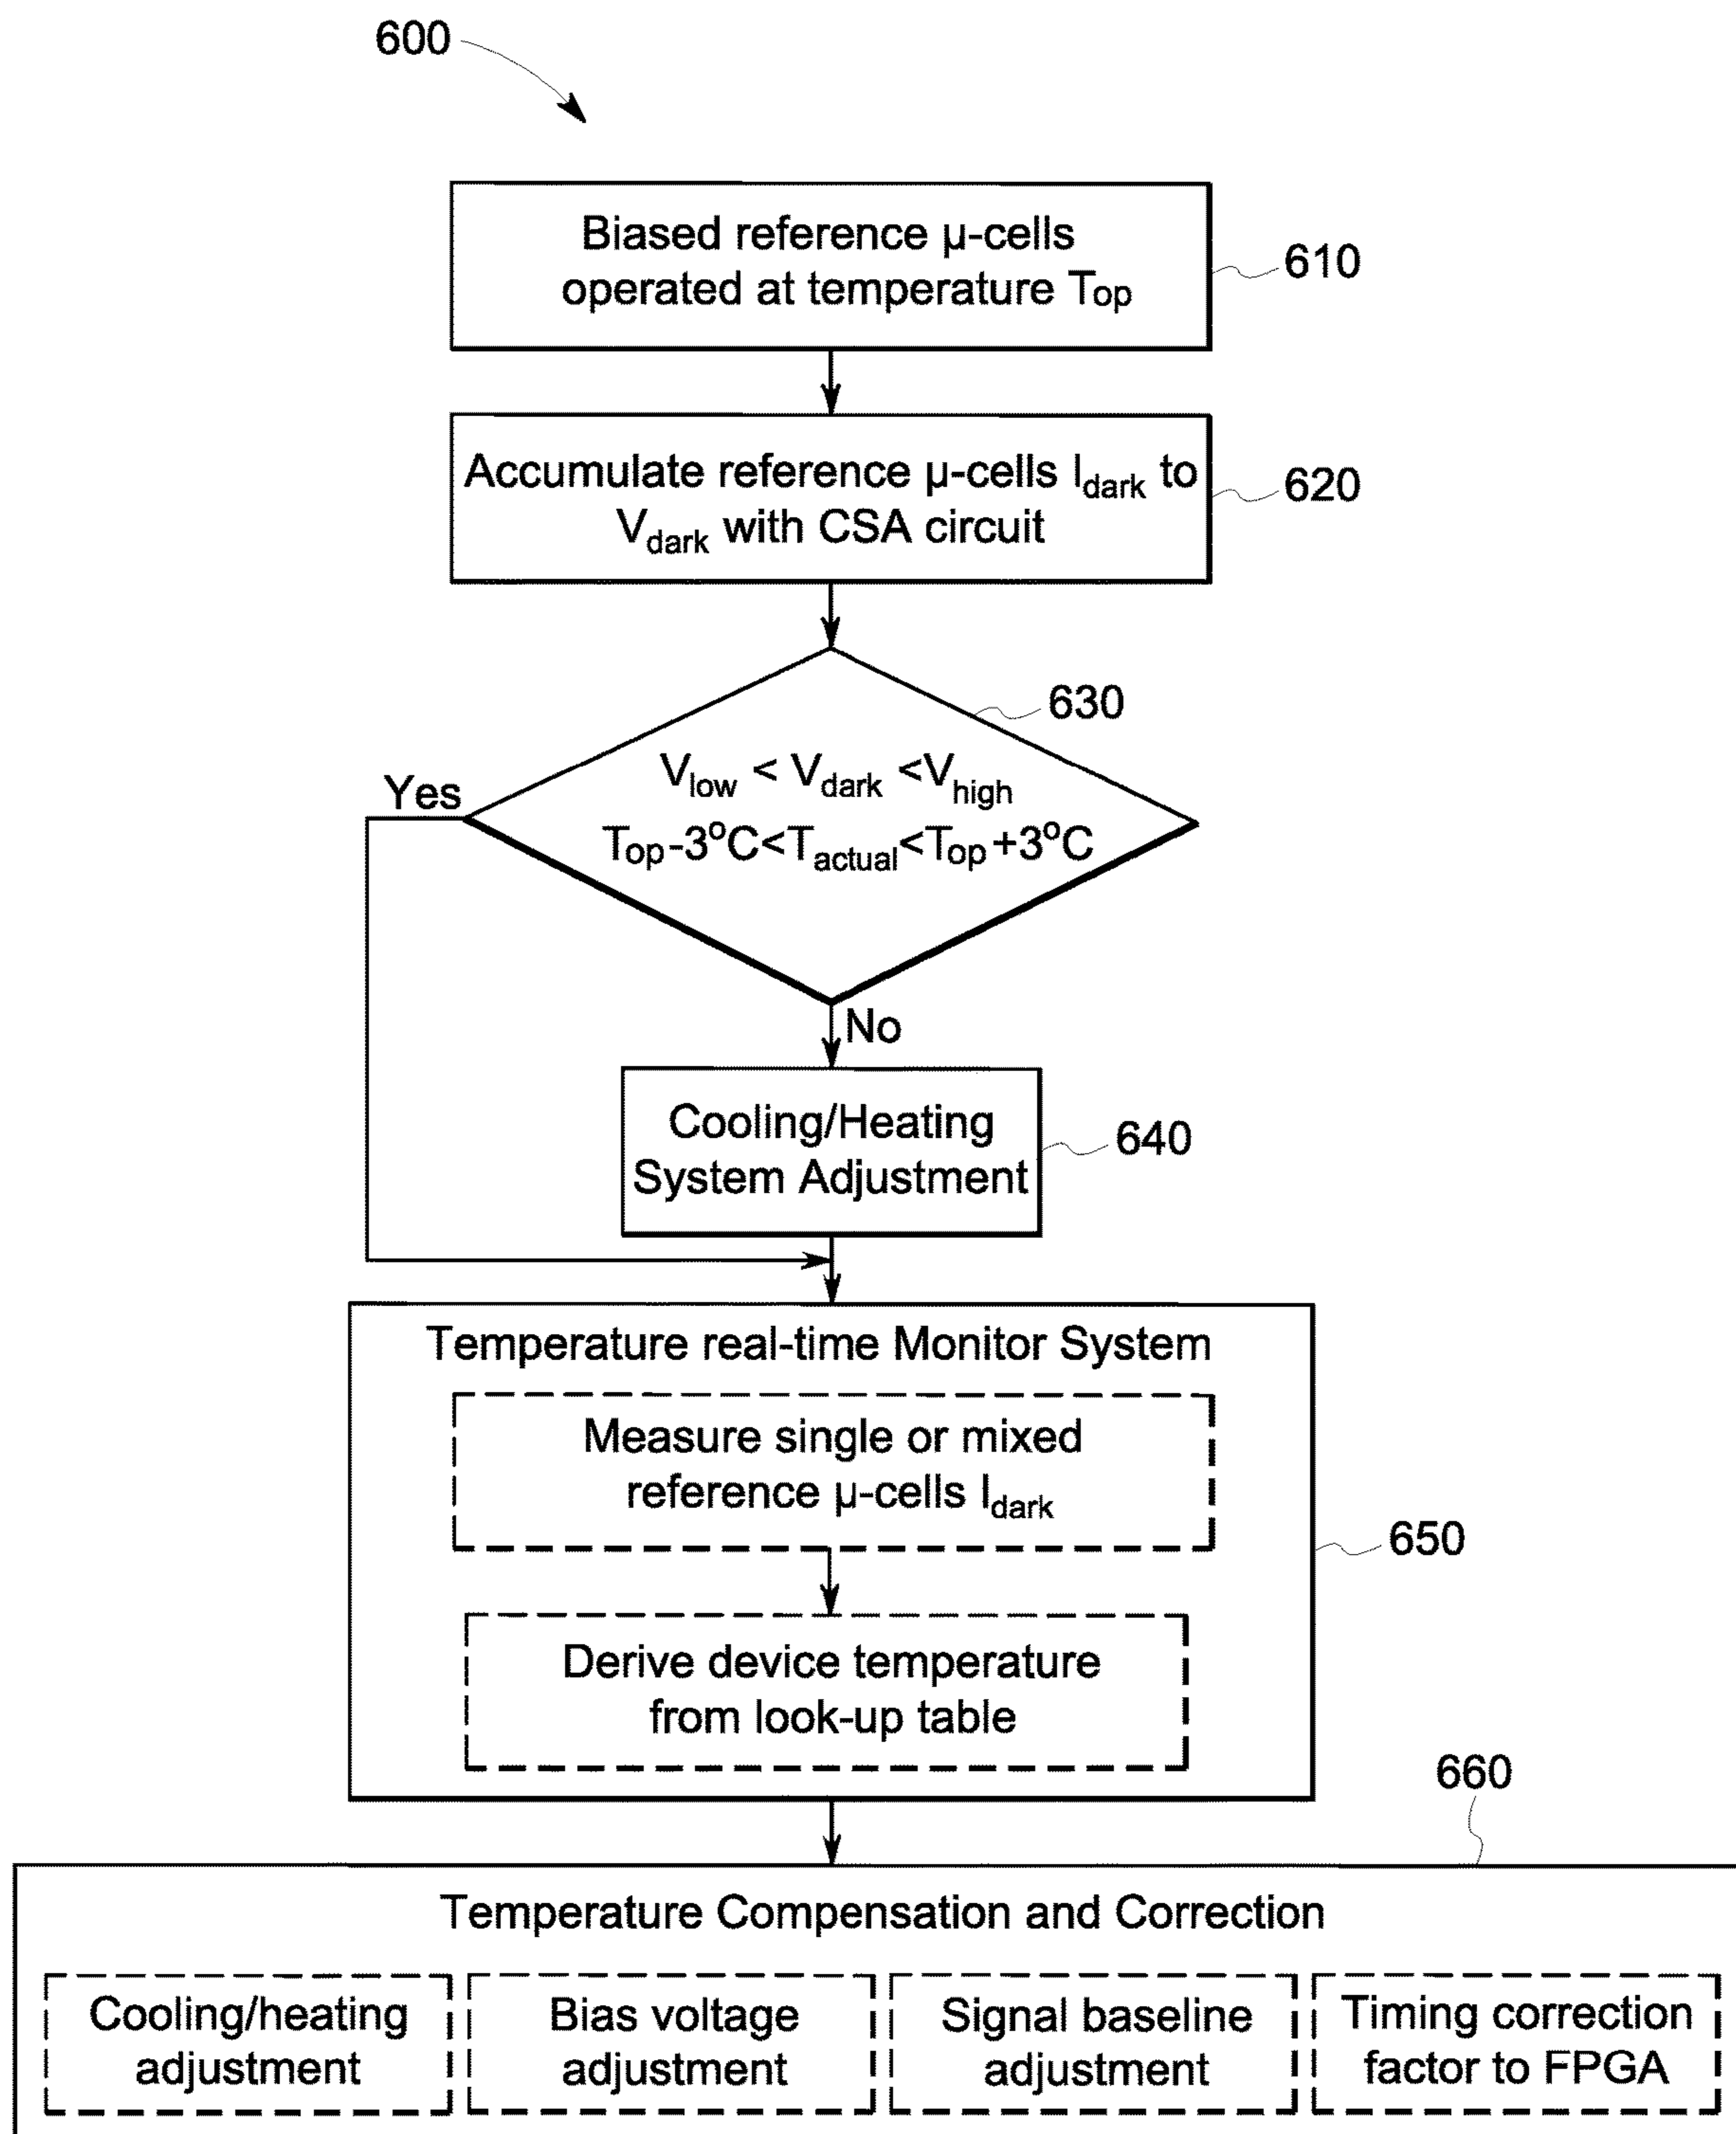 600
Biased reference μ-cells
operated at temperature Top
610
Accumulate reference μ-cells Idark to
Vdark with CSA circuit
620
630
Vlow < Vdark <Vhigh
Top-3°C<Tactual<Top+3°C
Yes
No
Cooling/Heating
System Adjustment
640
Temperature real-time Monitor System
Measure single or mixed
reference μ-cells Idark
650
Derive device temperature
from look-up table
660
Temperature Compensation and Correction
Cooling/heating
adjustment
Bias voltage
adjustment
Signal baseline
adjustment
Timing correction
factor to FPGA